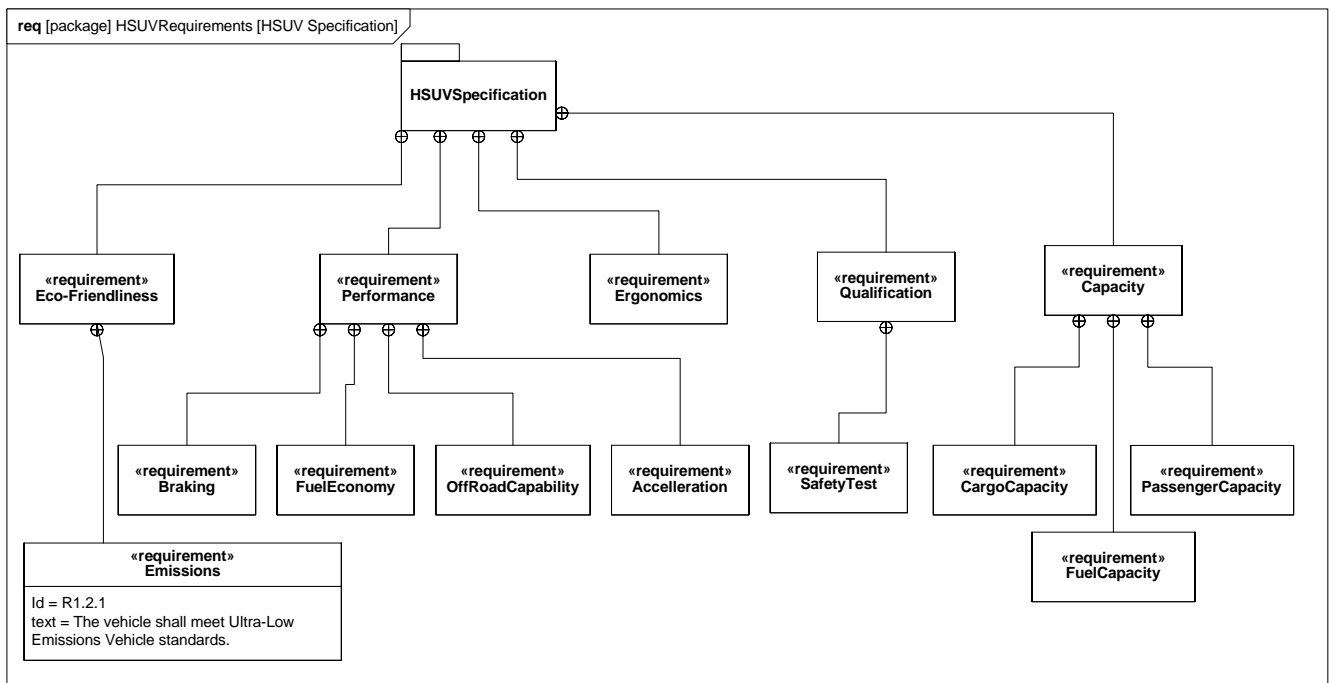 req [package] HSUVRequirements [HSUV Specification]
HSUVSpecification
«requirement»
Eco-Friendliness
«requirement»
Performance
«requirement»
Ergonomics
«requirement»
Qualification
«requirement»
Capacity
«requirement»
Braking
«requirement»
FuelEconomy
«requirement»
OffRoadCapability
«requirement»
Accelleration
«requirement»
SafetyTest
«requirement»
CargoCapacity
«requirement»
PassengerCapacity
«requirement»
Emissions
Id = R1.2.1
text = The vehicle shall meet Ultra-Low
Emissions Vehicle standards.
«requirement»
FuelCapacity